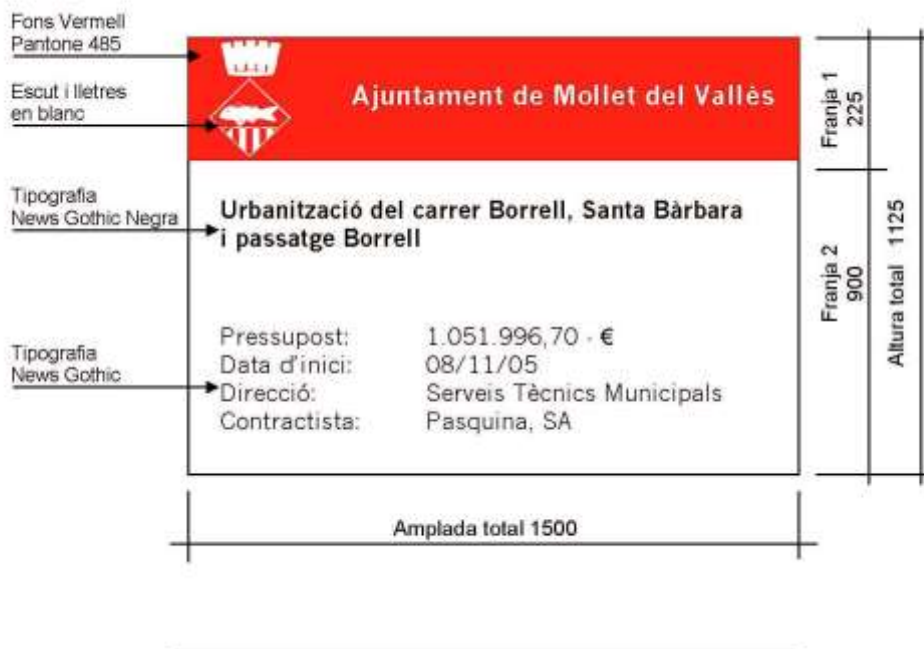 Fons Vermell
Pantone 485
Escut i lletres
en blanc
Ajuntament de Mollet del Vallès
Franja 1
225
Tipografia
News Gothic Negra
Urbanització del carrer Borrell, Santa Bàrbara
i passatge Borrell
Franja 2
900
Altura total 1125
Tipografia
News Gothic
Pressupost: 1.051.996,70 · €
Data d'inici: 08/11/05
Direcció: Serveis Tècnics Municipals
Contractista: Pasquina, SA
Amplada total 1500